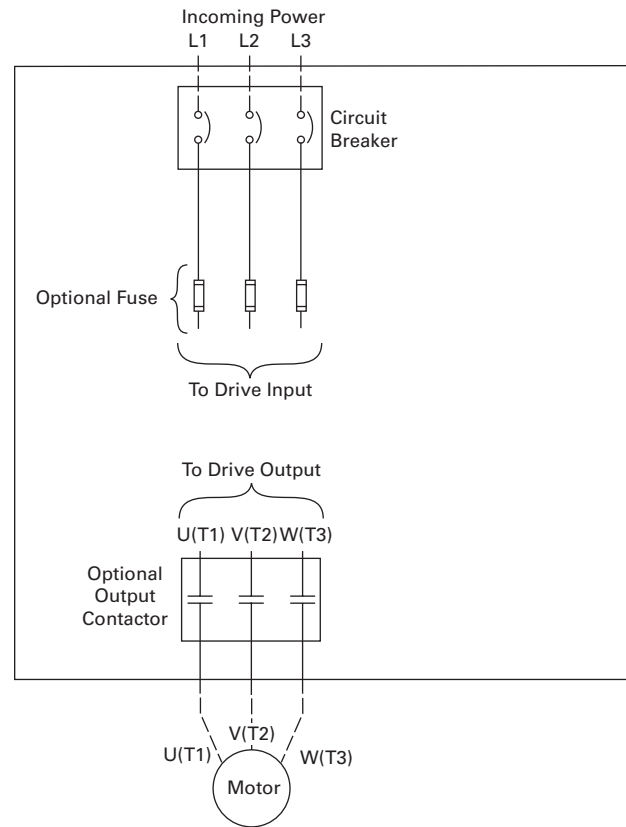 Incoming Power
L1 L2 L3
Circuit
Breaker
Optional Fuse
To Drive Input
To Drive Output
U(T1) V(T2) W(T3)
Optional
Output
Contactor
V(T2)
U(T1) W(T3)
Motor